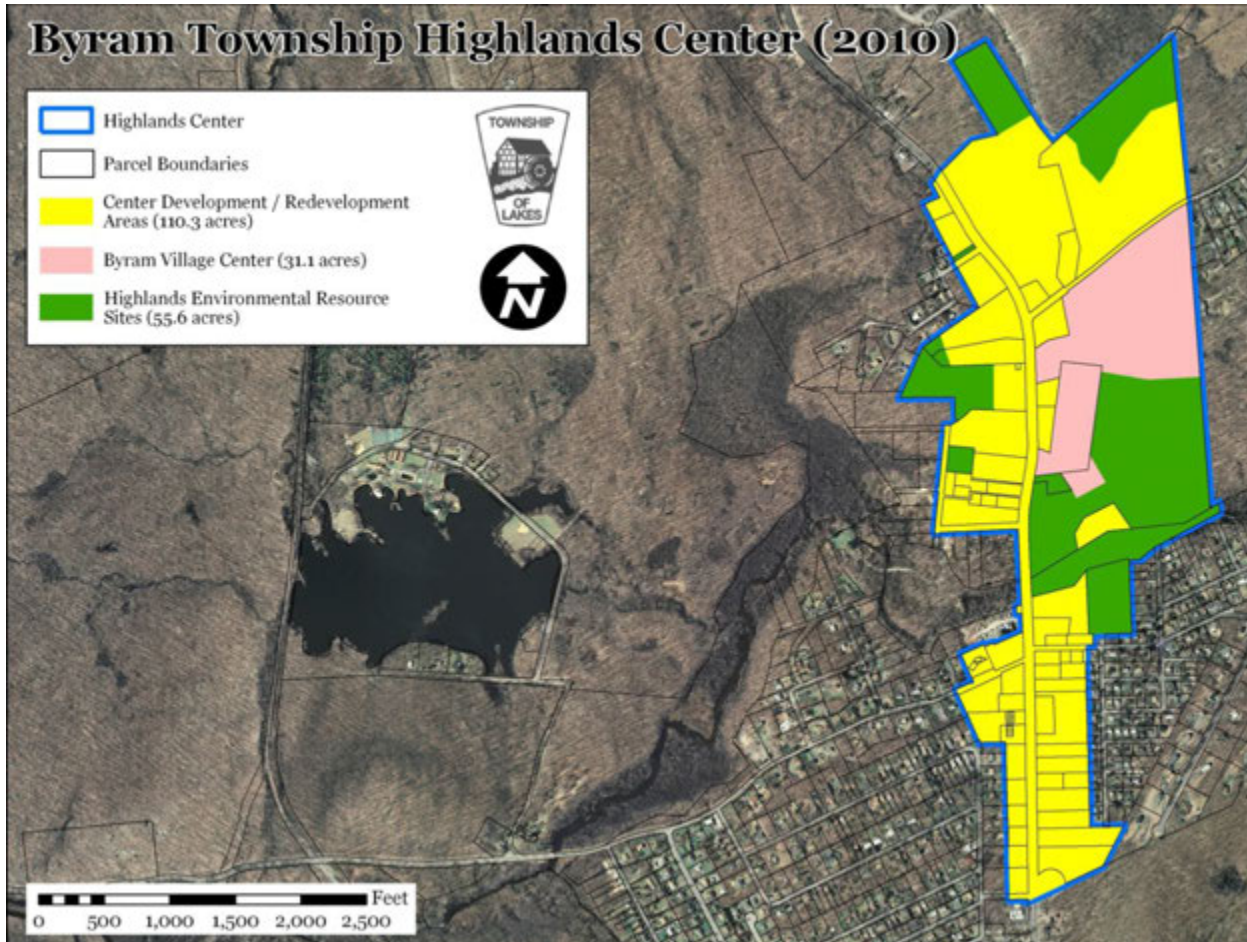 Byram Township Highlands Center (2010)
Highlands Center
Parcel Boundaries
Center Development / Redevelopment
Areas (110.3 acres)
Byram Village Center (31.1 acres)
Highlands Environmental Resource
Sites (55.6 acres)
TOWNSHIP
OF
LAKES
N
Feet
0 500 1,000 1,500 2,000 2,500